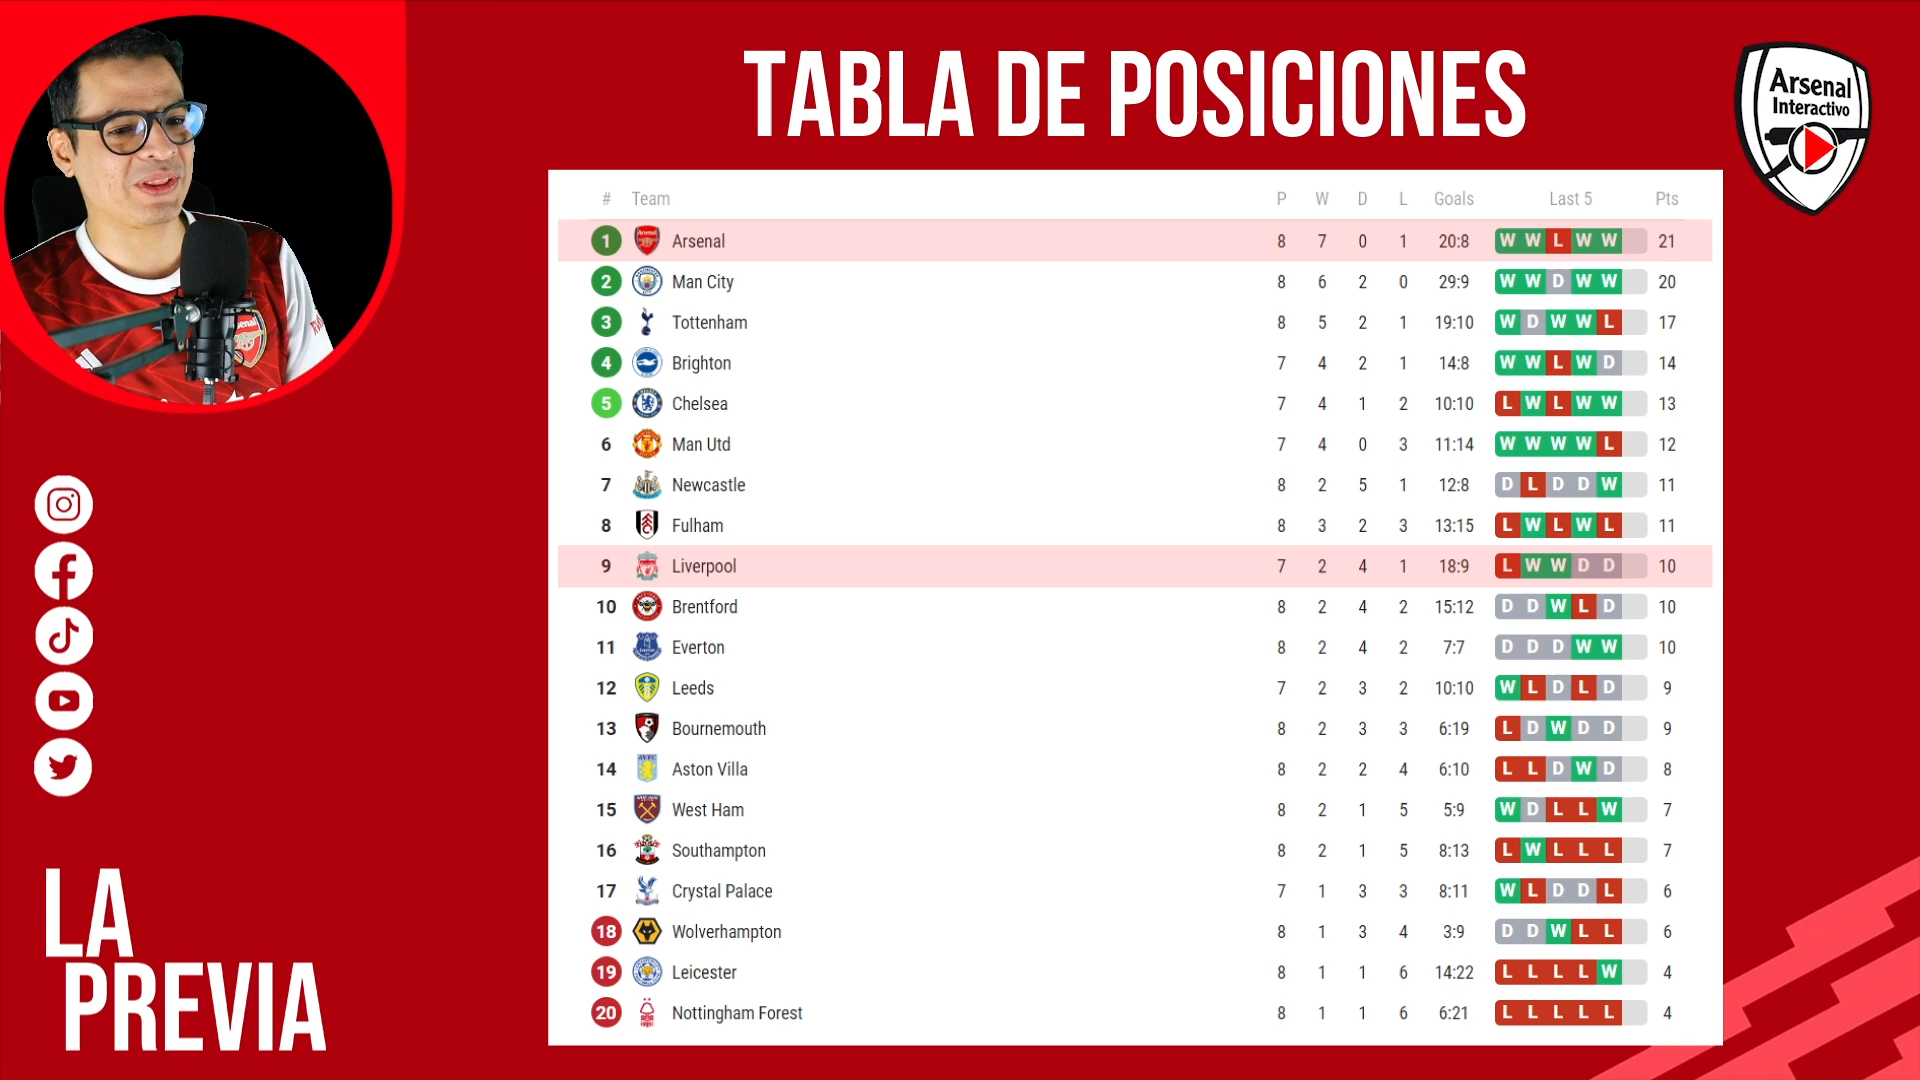 TABLA DE POSICIONES
Arsenal
Interactivo
# Team P W D L Goals Last 5 Pts
1 Arsenal 8 7 0 1 20:8 W W L W W 21
2 Man City 8 6 2 0 29:9 W W D W W 20
3 Tottenham 8 5 2 1 19:10 W D W W L 17
4 Brighton 7 4 2 1 14:8 W W L W D 14
5 Chelsea 7 4 1 2 10:10 L W L W W 13
6 Man Utd 7 4 0 3 11:14 W W W W L 12
7 Newcastle 8 2 5 1 12:8 D L D D W 11
8 Fulham 8 3 2 3 13:15 L W L W L 11
9 Liverpool 7 2 4 1 18:9 L W W D D 10
10 Brentford 8 2 4 2 15:12 D D W L D 10
11 Everton 8 2 4 2 7:7 D D D W W 10
12 Leeds 7 2 3 2 10:10 W L D L D 9
13 Bournemouth 8 2 3 3 6:19 L D W D D 9
14 Aston Villa 8 2 2 4 6:10 L L D W D 8
15 West Ham 8 2 1 5 5:9 W D L L W 7
16 Southampton 8 2 1 5 8:13 L W L L L 7
17 Crystal Palace 7 1 3 3 8:11 W L D D L 6
18 Wolverhampton 8 1 3 4 3:9 D D W L L 6
19 Leicester 8 1 1 6 14:22 L L L L W 4
20 Nottingham Forest 8 1 1 6 6:21 L L L L L 4
LA
PREVIA